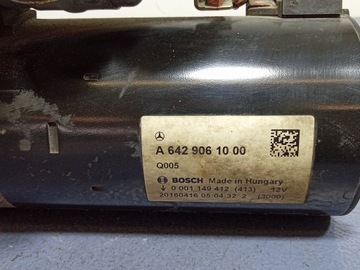 A 642 906 10 00
Q005
BOSCH Made in Hungary
0 001 149 412 (413) 12V
20160416 05 04 32 2 (3000)